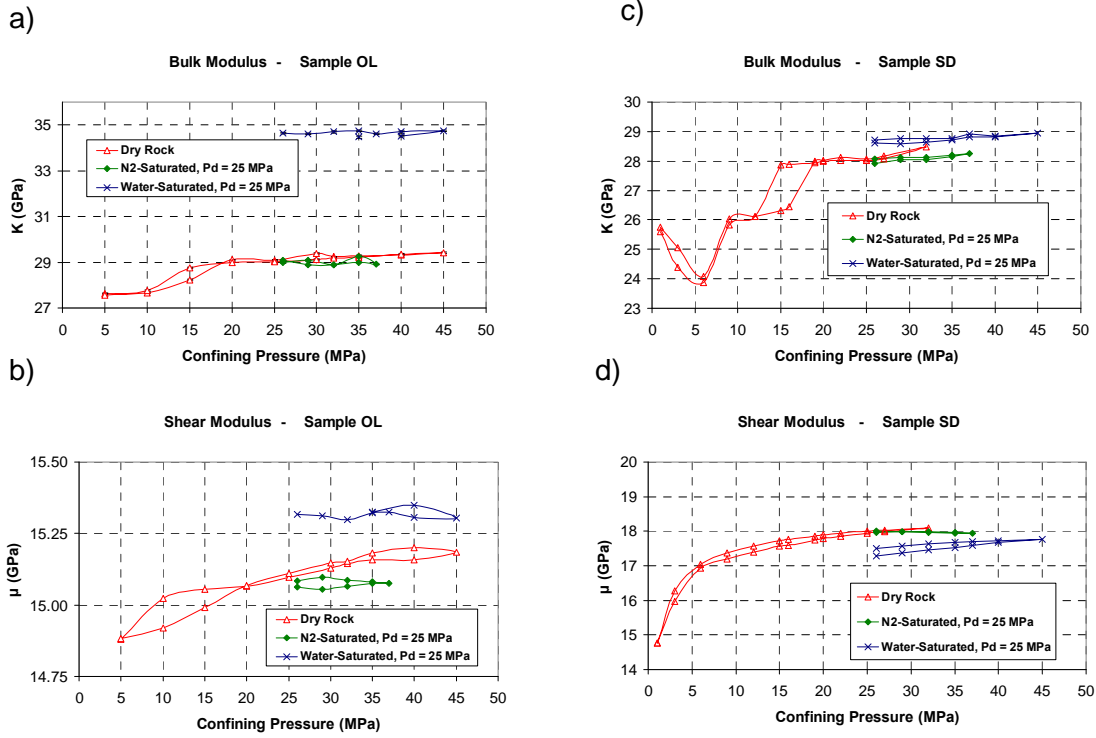 a)
Bulk Modulus - Sample OL
K (GPa)
35
33
31
29
27
Dry Rock
N2-Saturated, Pd = 25 MPa
Water-Saturated, Pd = 25 MPa
0 5 10 15 20 25 30 35 40 45 50
Confining Pressure (MPa)
b)
Shear Modulus - Sample OL
µ (GPa)
15.50
15.25
15.00
14.75
Dry Rock
N2-Saturated, Pd = 25 MPa
Water-Saturated, Pd = 25 MPa
0 5 10 15 20 25 30 35 40 45 50
Confining Pressure (MPa)
c)
Bulk Modulus - Sample SD
K (GPa)
30
29
28
27
26
25
24
23
Dry Rock
N2-Saturated, Pd = 25 MPa
Water-Saturated, Pd = 25 MPa
0 5 10 15 20 25 30 35 40 45 50
Confining Pressure (MPa)
d)
Shear Modulus - Sample SD
µ (GPa)
20
19
18
17
16
15
14
Dry Rock
N2-Saturated, Pd = 25 MPa
Water-Saturated, Pd = 25 MPa
0 5 10 15 20 25 30 35 40 45 50
Confining Pressure (MPa)